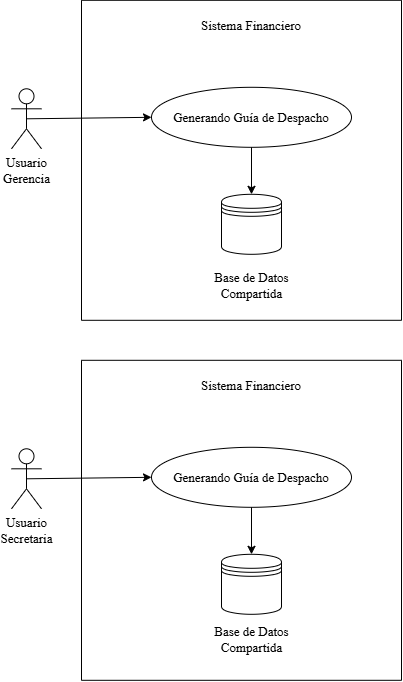 Sistema Financiero
Generando Guía de Despacho
Usuario
Gerencia
Base de Datos
Compartida
Sistema Financiero
Generando Guía de Despacho
Usuario
Secretaria
Base de Datos
Compartida